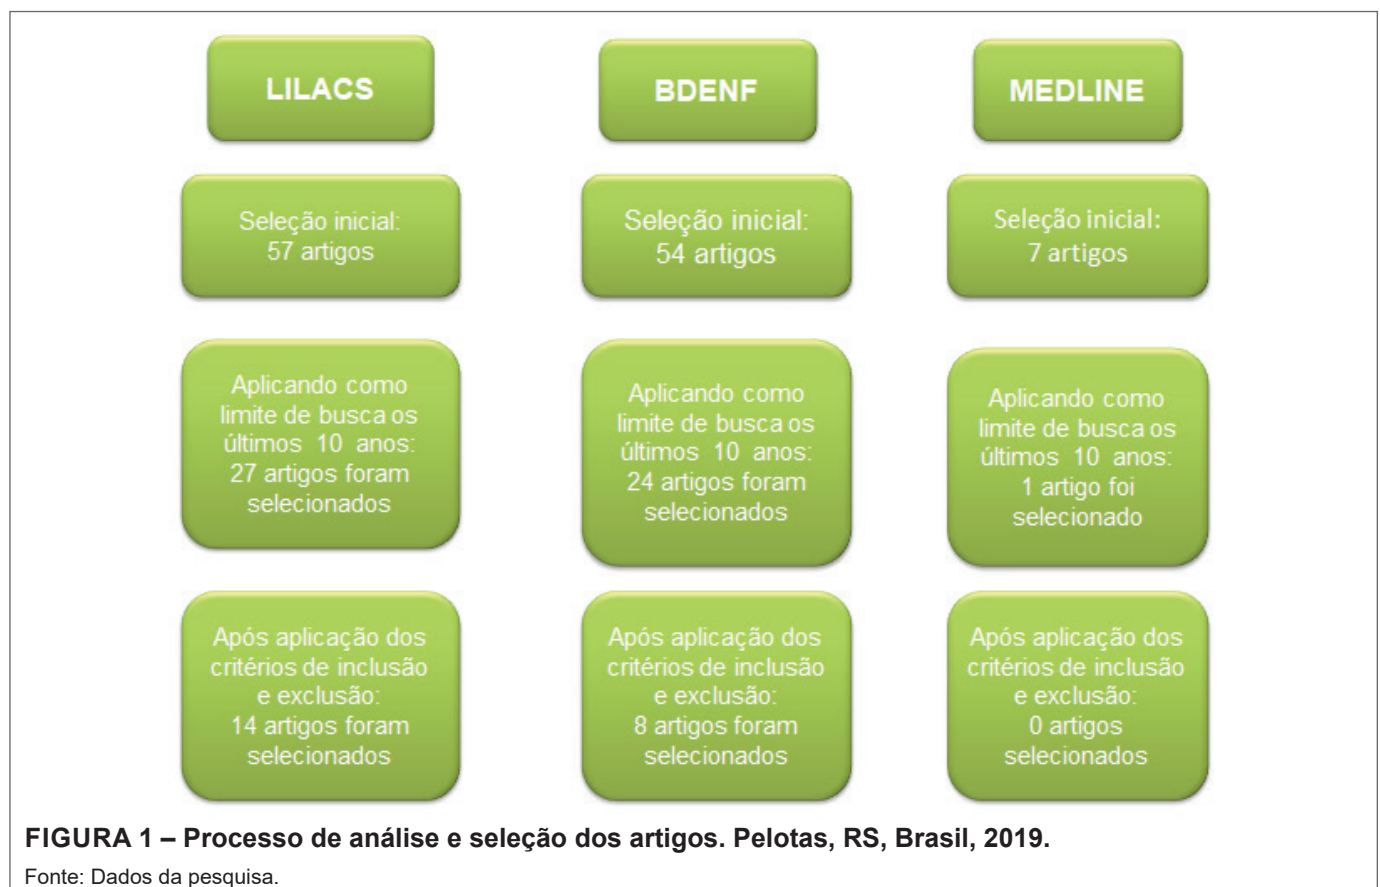 LILACS
BDENF
MEDLINE
Seleção inicial:
57 artigos
Seleção inicial:
54 artigos
Seleção inicial:
7 artigos
Aplicando como
limite de busca os
últimos 10 anos:
27 artigos foram
selecionados
Aplicando como
limite de busca os
últimos 10 anos:
24 artigos foram
selecionados
Aplicando como
limite de busca os
últimos 10 anos:
1 artigo foi
selecionado
Após aplicação dos
critérios de inclusão
e exclusão:
14 artigos foram
selecionados
Após aplicação dos
critérios de inclusão
e exclusão:
8 artigos foram
selecionados
Após aplicação dos
critérios de inclusão
e exclusão:
0 artigos
selecionados
FIGURA 1 – Processo de análise e seleção dos artigos. Pelotas, RS, Brasil, 2019.
Fonte: Dados da pesquisa.